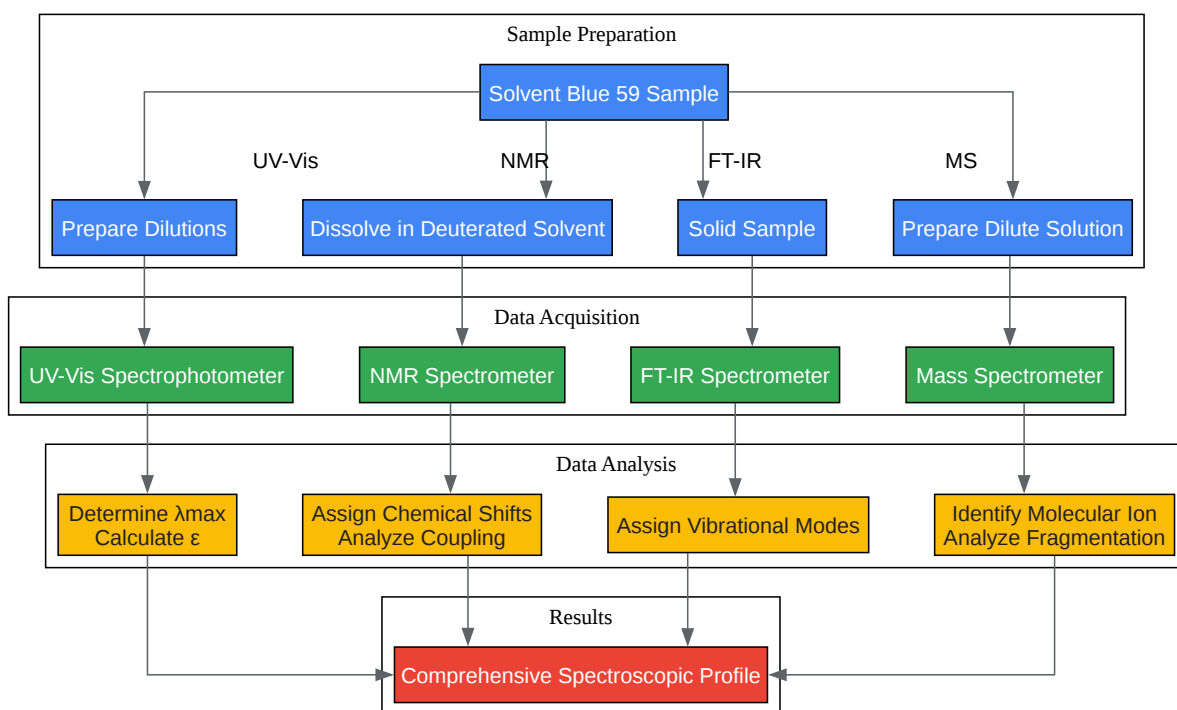 Sample Preparation
Solvent Blue 59 Sample
UV-Vis
NMR
FT-IR
MS
Prepare Dilutions
Dissolve in Deuterated Solvent
Solid Sample
Prepare Dilute Solution
Data Acquisition
UV-Vis Spectrophotometer
NMR Spectrometer
FT-IR Spectrometer
Mass Spectrometer
Data Analysis
Determine λmax
Calculate ε
Assign Chemical Shifts
Analyze Coupling
Assign Vibrational Modes
Identify Molecular Ion
Analyze Fragmentation
Results
Comprehensive Spectroscopic Profile